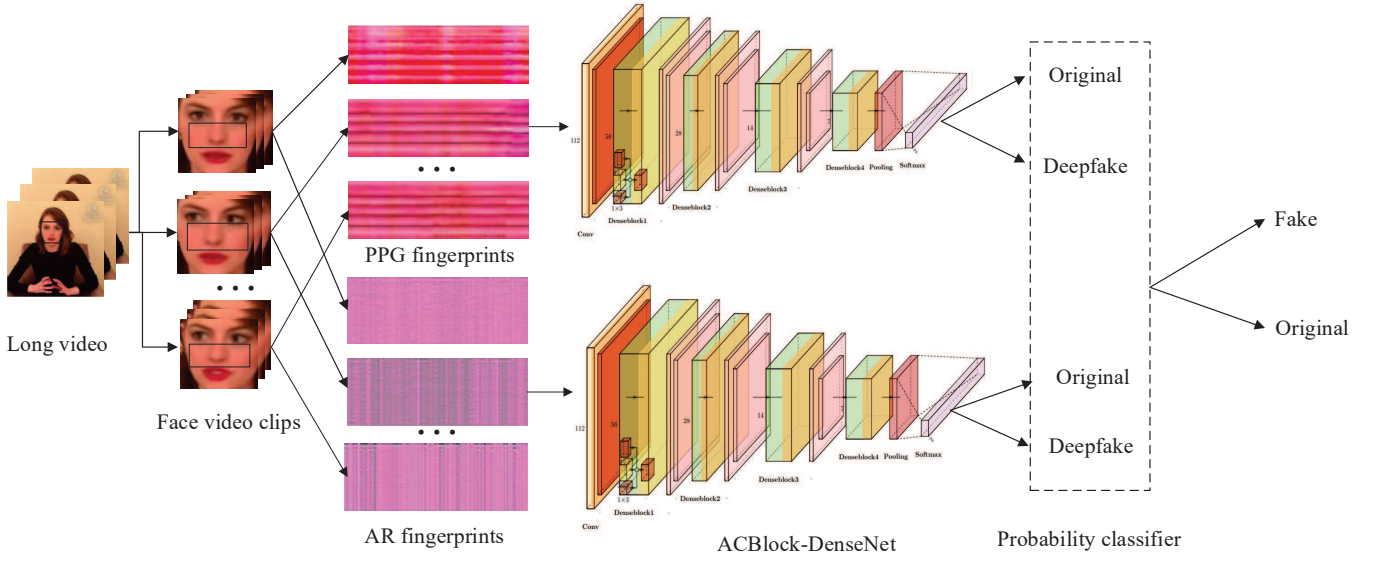 Long video
Face video clips
PPG fingerprints
AR fingerprints
112
56
28
14
1×3
Conv
Denseblock1
Denseblock2
Denseblock3
Denseblock4
Pooling
Softmax
Original
Deepfake
112
56
28
14
1×3
Conv
Denseblock1
Denseblock2
Denseblock3
Denseblock4
Pooling
Softmax
Original
Deepfake
ACBlock-DenseNet
Probability classifier
Fake
Original